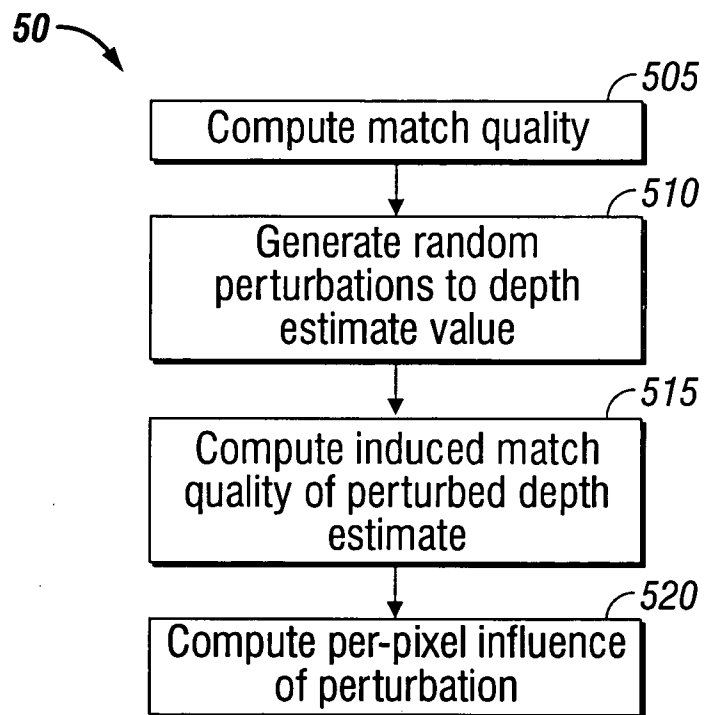 50
505
Compute match quality
510
Generate random
perturbations to depth
estimate value
515
Compute induced match
quality of perturbed depth
estimate
520
Compute per-pixel influence
of perturbation